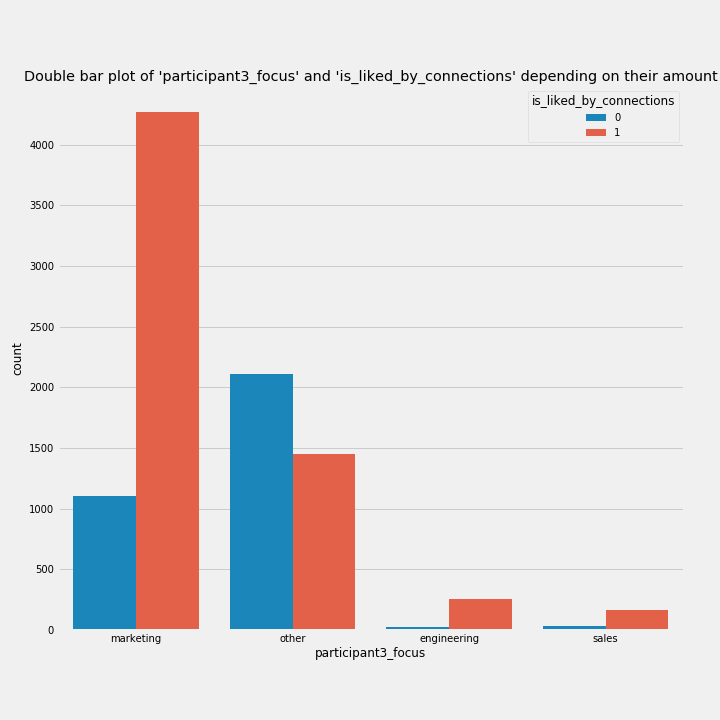 Double bar plot of 'participant3_focus' and 'is_liked_by_connections' depending on their amount
is_liked_by_connections
0
1
4000
3500
3000
2500
2000
1500
1000
500
0
count
marketing other engineering sales
participant3_focus